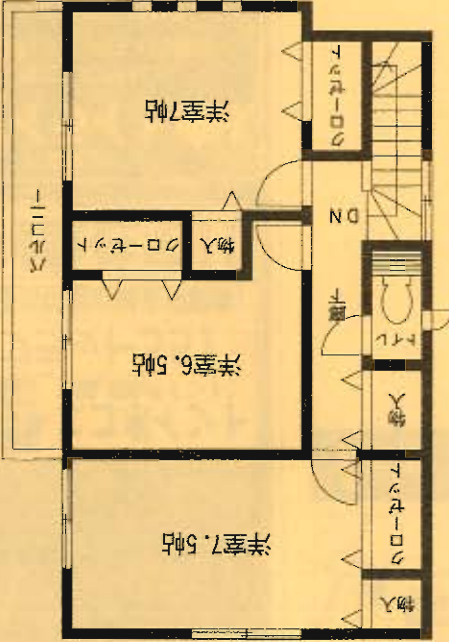 物入
クローゼット
洋室7.5帖
物入
トイレ
廊下
洋室6.5帖
物入
クローゼット
バルコニー
DN
クローゼット
洋室7帖